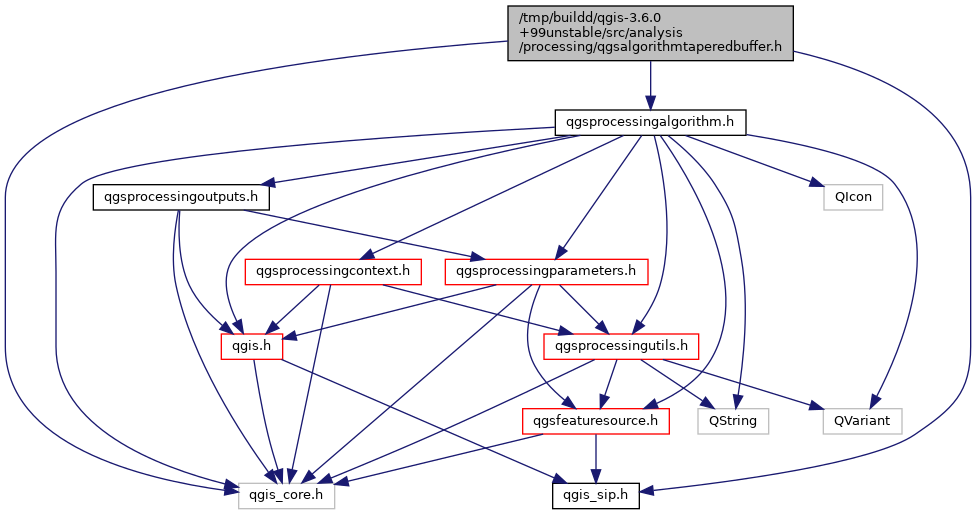 /tmp/buildd/qgis-3.6.0
+99unstable/src/analysis
/processing/qgsalgorithmtaperedbuffer.h
qgsprocessingalgorithm.h
qgsprocessingoutputs.h
QIcon
qgsprocessingcontext.h
qgsprocessingparameters.h
qgis.h
qgsprocessingutils.h
qgsfeaturesource.h
QString
QVariant
qgis_core.h
qgis_sip.h